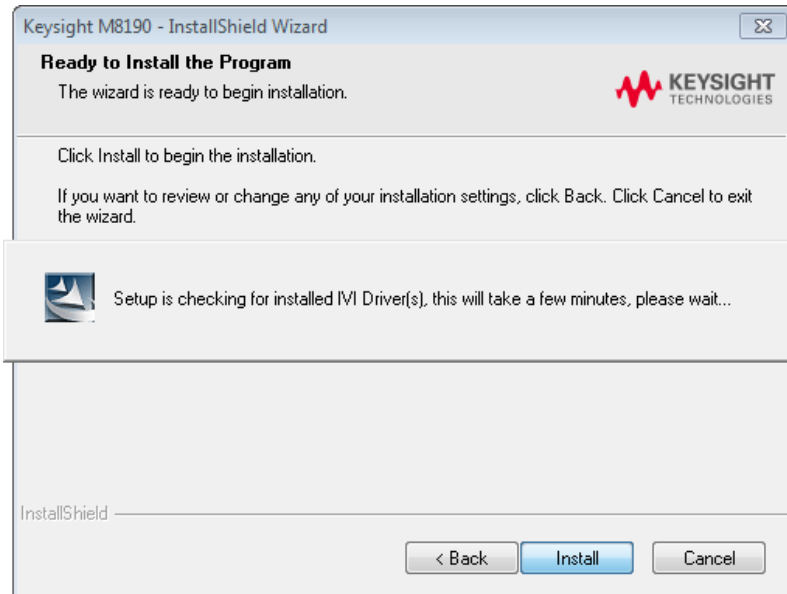 Keysight M8190 - InstallShield Wizard
Ready to Install the Program
The wizard is ready to begin installation.
KEYSIGHT
TECHNOLOGIES
Click Install to begin the installation.
If you want to review or change any of your installation settings, click Back. Click Cancel to exit
the wizard.
Setup is checking for installed IVI Driver(s), this will take a few minutes, please wait...
InstallShield
< Back
Install
Cancel